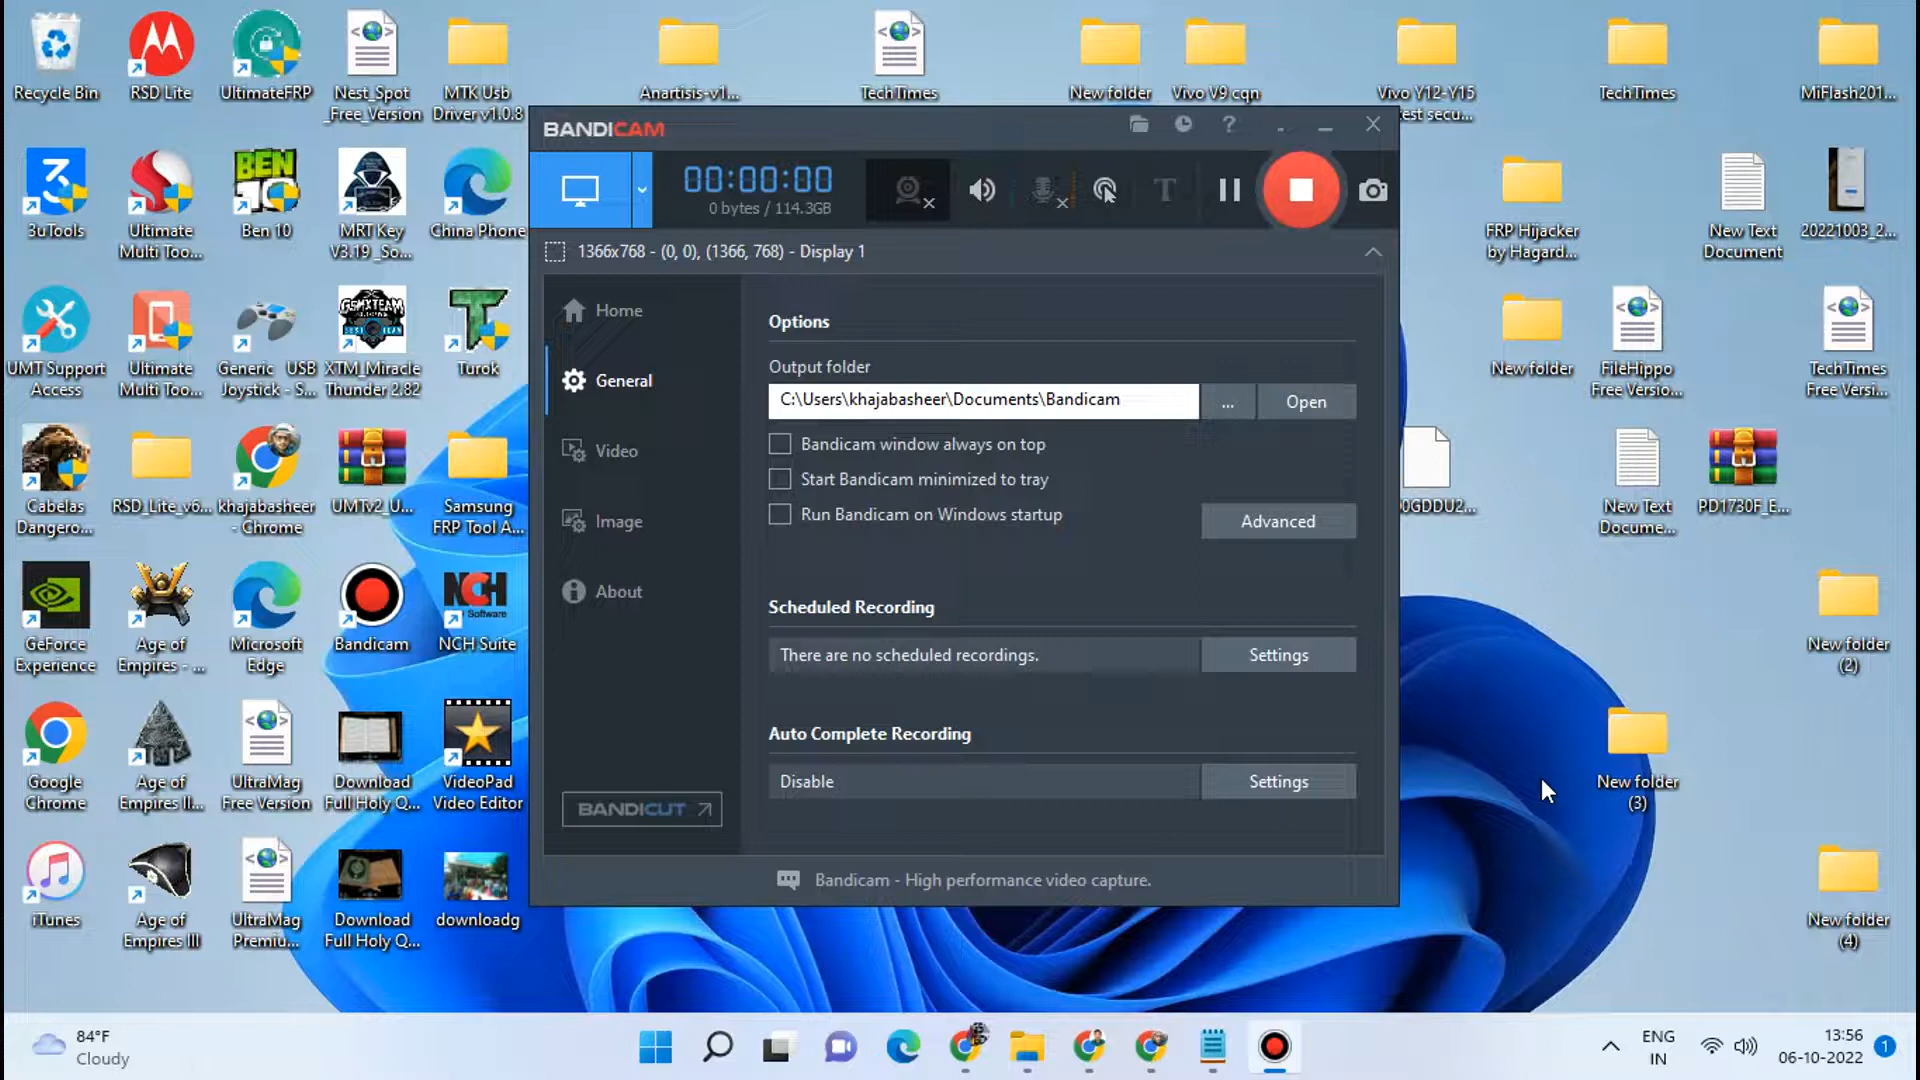 Recycle Bin
RSD Lite
UltimateFRP
Nest_Spot
_Free_Version
MTK Usb
Driver v1.0.8
Anartisis-v1...
TechTimes
New folder
Vivo V9 cqn
Vivo Y12-Y15
TechTimes
MiFlash201...
BANDICAM
?
00:00:00
0 bytes / 114.3GB
T
1366x768 - (0, 0), (1366, 768) - Display 1
3uTools
Ultimate
Multi Too...
BEN
10
Ben 10
MRT Key
V3.19 _So...
China Phone
FRP Hijacker
by Hagard...
New Text
Document
20221003_2...
Home
General
Video
Image
About
BANDICUT
Options
Output folder
C:\Users\khajabasheer\Documents\Bandicam
...
Open
Bandicam window always on top
Start Bandicam minimized to tray
Run Bandicam on Windows startup
Advanced
Scheduled Recording
There are no scheduled recordings.
Settings
Auto Complete Recording
Disable
Settings
Bandicam - High performance video capture.
UMT Support
Access
Ultimate
Multi Too...
Generic USB
Joystick - S...
GSMXTEAM
XTM_Miracle
Thunder 2.82
Turok
New folder
FileHippo
Free Versio...
TechTimes
Free Versi...
Cabelas
Dangero...
RSD_Lite_v6...
khajabasheer
- Chrome
UMTv2_U...
Samsung
FRP Tool A...
New Text
Docume...
PD1730F_E...
GeForce
Experience
Age of
Empires - ...
Microsoft
Edge
Bandicam
NCH
Software
NCH Suite
New folder
(2)
Google
Chrome
Age of
Empires II...
UltraMag
Free Version
Download
Full Holy Q...
VideoPad
Video Editor
New folder
(3)
iTunes
Age of
Empires III
UltraMag
Premiu...
Download
Full Holy Q...
downloadg
New folder
(4)
84°F
Cloudy
ENG
IN
13:56
06-10-2022
1